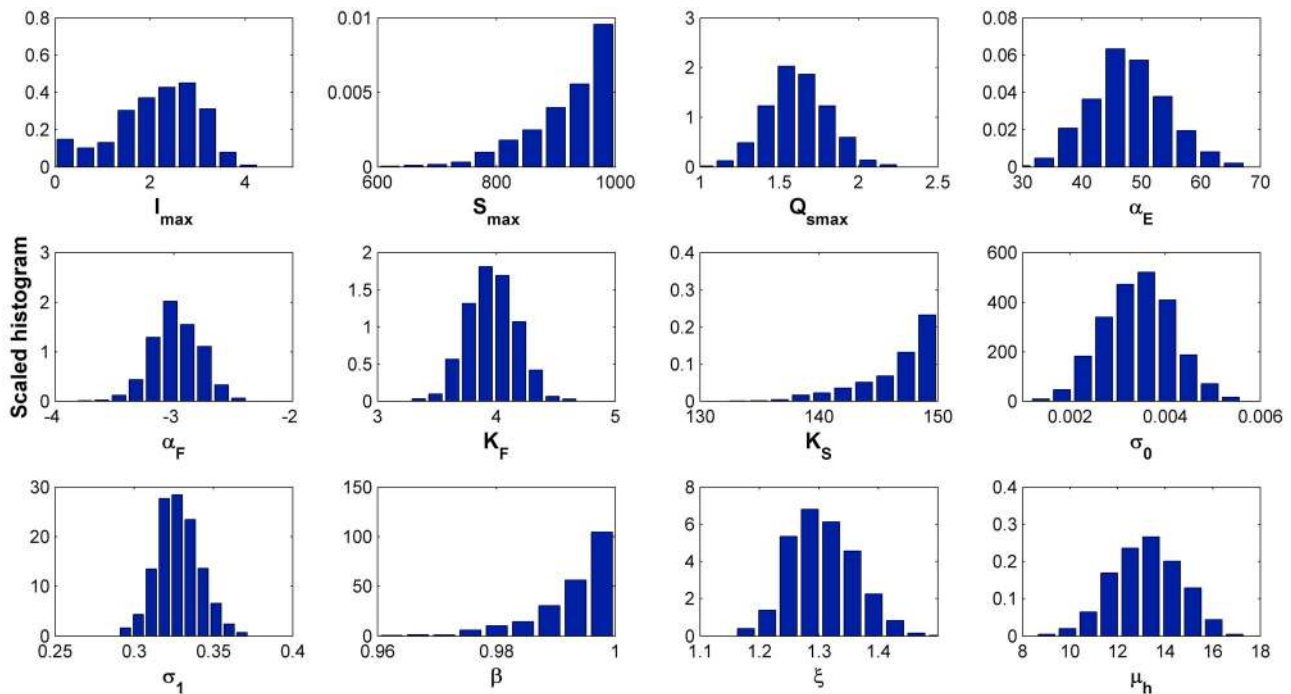 0.8
0.6
0.4
0.2
0
0 2 4
I_max
0.01
0.005
0
600 800 1000
S_max
3
2
1
0
1 1.5 2 2.5
Q_smax
0.08
0.06
0.04
0.02
0
30 40 50 60 70
α_E
Scaled histogram
3
2
1
0
-4 -3 -2
α_F
2
1.5
1
0.5
0
3 4 5
K_F
0.4
0.3
0.2
0.1
0
130 140 150
K_S
600
400
200
0
0.002 0.004 0.006
σ_0
30
20
10
0
0.25 0.3 0.35 0.4
σ_1
150
100
50
0
0.96 0.98 1
β
8
6
4
2
0
1.1 1.2 1.3 1.4
ξ
0.4
0.3
0.2
0.1
0
8 10 12 14 16 18
μ_h